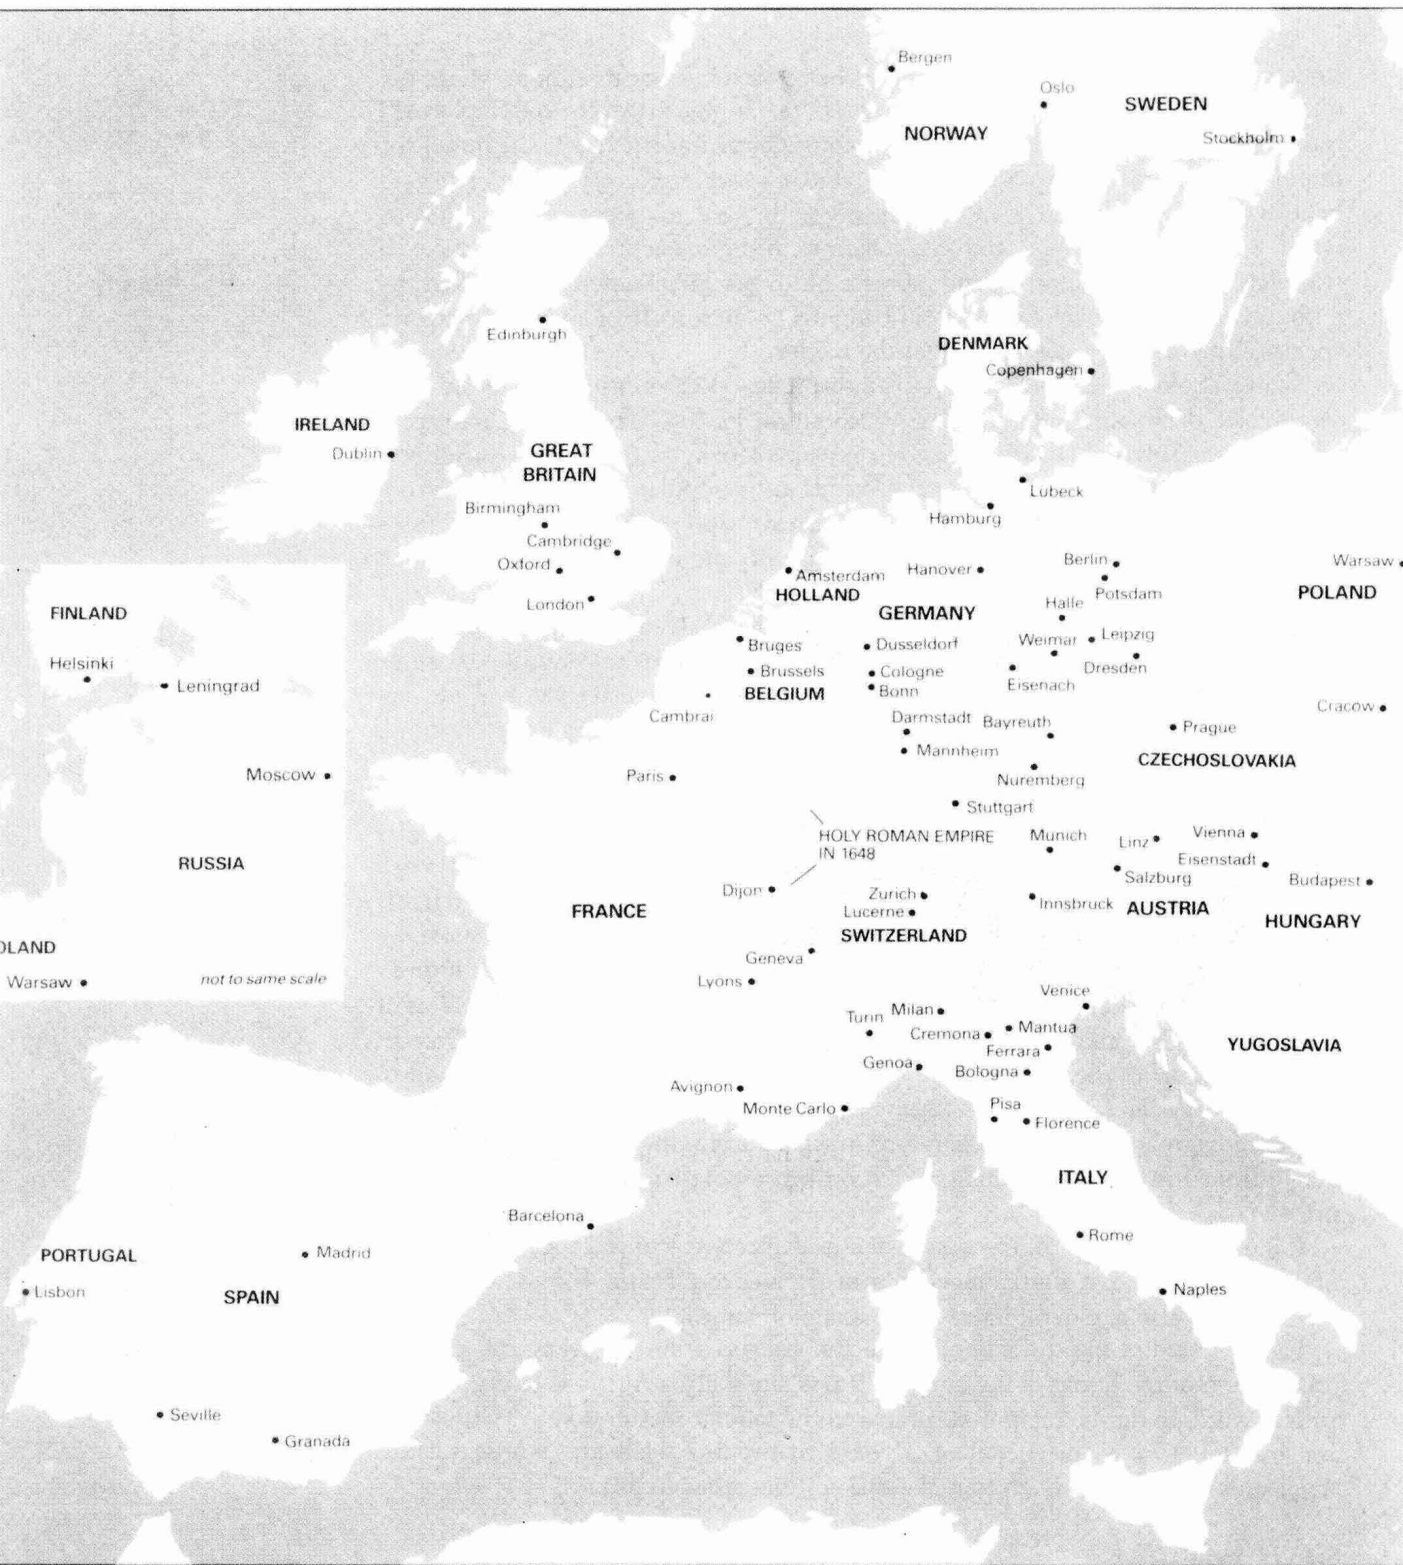 Bergen
Oslo
SWEDEN
NORWAY
Stockholm
Edinburgh
DENMARK
Copenhagen
IRELAND
Dublin
GREAT
BRITAIN
Lubeck
Hamburg
Birmingham
Cambridge
Oxford
London
Amsterdam
HOLLAND
Hanover
Berlin
Potsdam
Warsaw
POLAND
GERMANY
Halle
Bruges
Dusseldorf
Weimar
Leipzig
Brussels
Cologne
Dresden
BELGIUM
Bonn
Eisenach
Cambrai
Darmstadt
Bayreuth
Cracow
Prague
Mannheim
CZECHOSLOVAKIA
Paris
Nuremberg
Stuttgart
HOLY ROMAN EMPIRE
IN 1648
Munich
Linz
Vienna
Eisenstadt
Salzburg
Budapest
Dijon
Zurich
Lucerne
Innsbruck
AUSTRIA
HUNGARY
FRANCE
SWITZERLAND
Geneva
Lyons
Venice
Turin
Milan
Cremona
Mantua
Ferrara
YUGOSLAVIA
Genoa
Bologna
Avignon
Monte Carlo
Pisa
Florence
ITALY
Rome
Naples
Barcelona
PORTUGAL
Madrid
Lisbon
SPAIN
Seville
Granada
FINLAND
Helsinki
Leningrad
Moscow
RUSSIA
OLAND
Warsaw
not to same scale